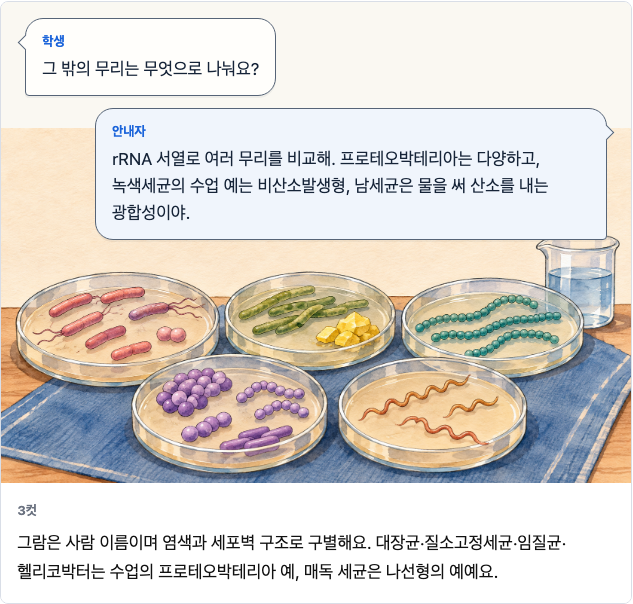 학생
그 밖의 무리는 무엇으로 나눠요?
안내자
rRNA 서열로 여러 무리를 비교해. 프로테오박테리아는 다양하고,
녹색세균의 수업 예는 비산소발생형, 남세균은 물을 써 산소를 내는
광합성이야.
3컷
그람은 사람 이름이며 염색과 세포벽 구조로 구별해요. 대장균·질소고정세균·임질균·
헬리코박터는 수업의 프로테오박테리아 예, 매독 세균은 나선형의 예예요.